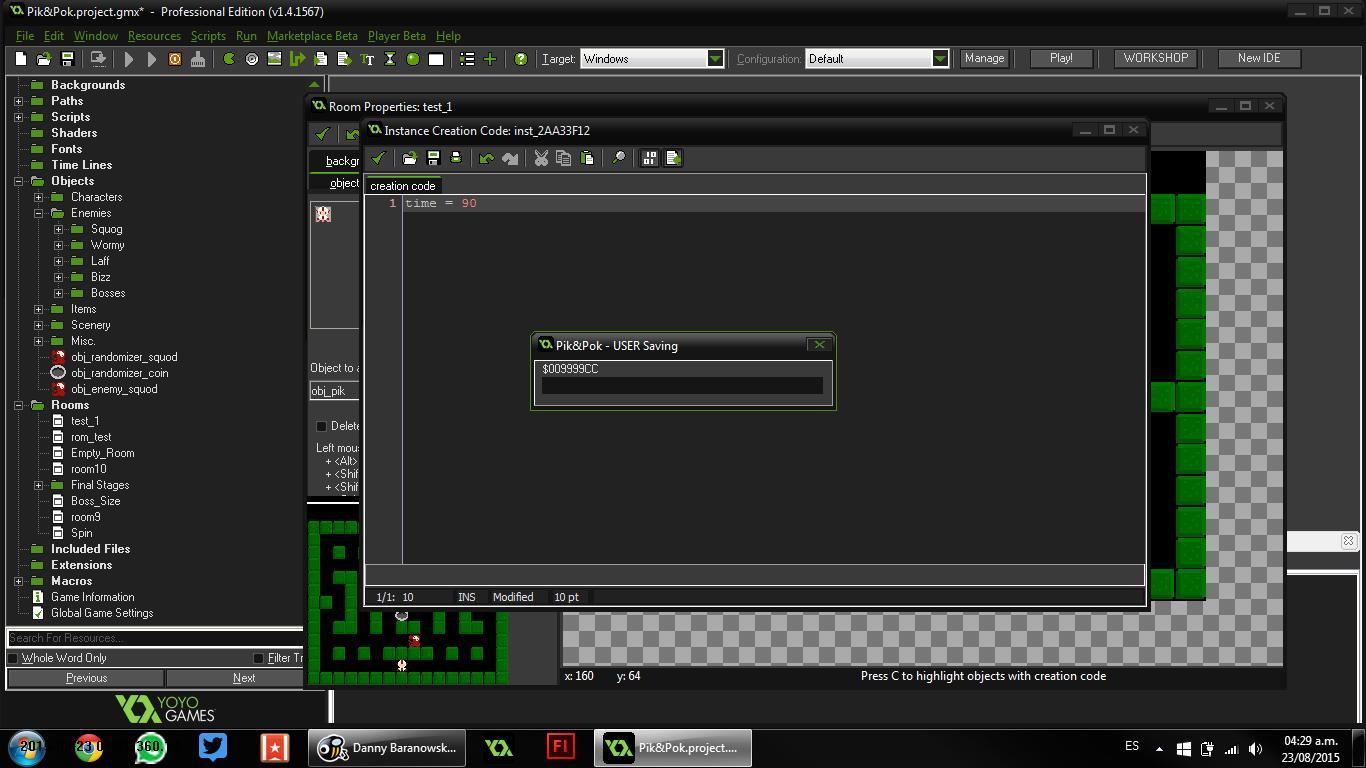 Pik&Pok.project.gmx* - Professional Edition (v1.4.1567)
File Edit Window Resources Scripts Run Marketplace Beta Player Beta Help
Target: Windows Configuration: Default Manage Play! WORKSHOP New IDE
Backgrounds
Paths
Scripts
Shaders
Fonts
Time Lines
Objects
Characters
Enemies
Squog
Wormy
Laff
Bizz
Bosses
Items
Scenery
Misc.
obj_randomizer_squod
obj_randomizer_coin
obj_enemy_squod
Rooms
test_1
rom_test
Empty_Room
room10
Final Stages
Boss_Size
room9
Spin
Included Files
Extensions
Macros
Game Information
Global Game Settings
Search For Resources...
Whole Word Only Filter Tr
Previous Next
YOYO
GAMES
Room Properties: test_1
backgr
object
Object to a
obj_pik
Delete
Left mou
+ <Alt>
+ <Shif
+ <Shif
Instance Creation Code: inst_2AA33F12
creation code
1 time = 90
Pik&Pok - USER Saving
$009999CC
1/1: 10 INS Modified 10 pt
x: 160 y: 64 Press C to highlight objects with creation code
201 23.0 360. Danny Baranowsk... Fl Pik&Pok.project.... ES 04:29 a.m.
23/08/2015